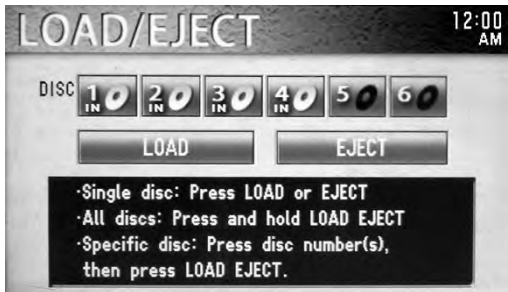 LOAD/EJECT
12:00
AM
DISC 1 IN 2 IN 3 IN 4 IN 5 6
LOAD EJECT
·Single disc: Press LOAD or EJECT
·All discs: Press and hold LOAD EJECT
·Specific disc: Press disc number(s),
then press LOAD EJECT.